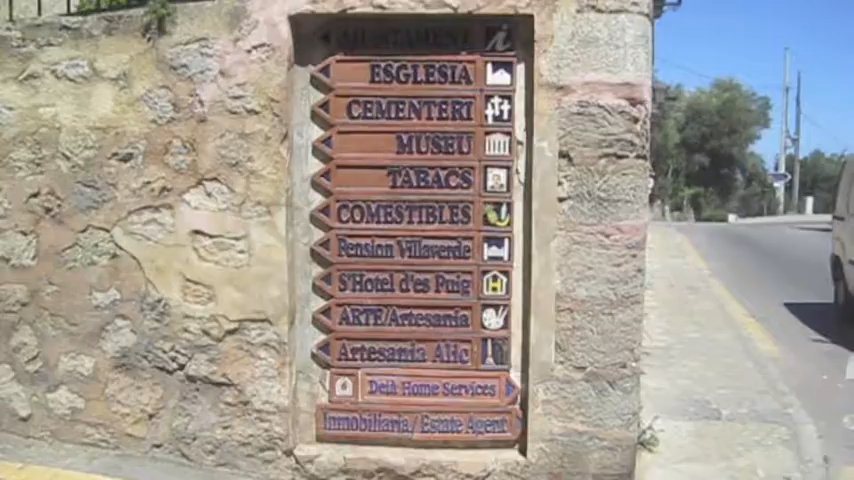 AJUNTAMENT i
ESGLESIA
CEMENTERI
MUSEU
TABACS
COMESTIBLES
Pension Villaverde
S'Hotel d'es Puig H
ARTE/Artesania
Artesania Alic
Deià Home Services
Inmobiliaria/Estate Agent